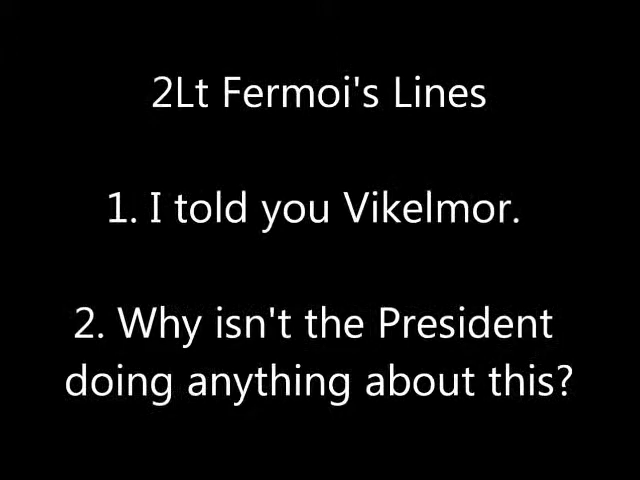 2Lt Fermoi's Lines
1. I told you Vikelmor.
2. Why isn't the President
doing anything about this?